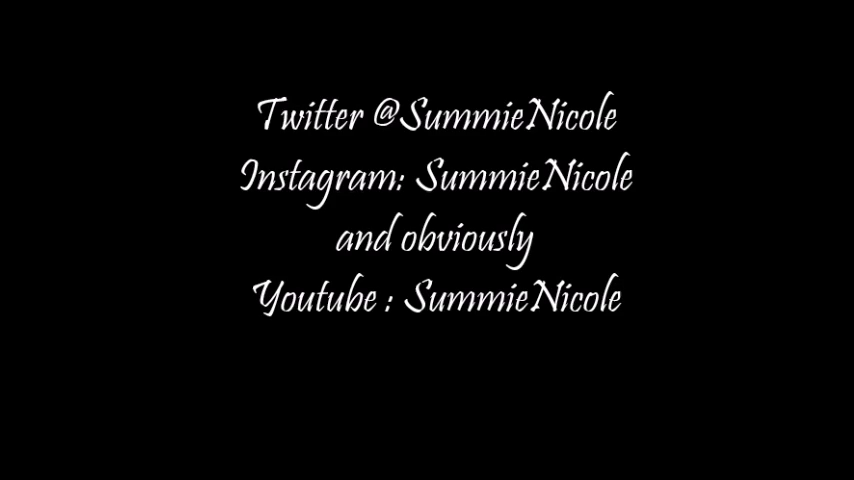 Twitter @SummieNicole
Instagram: SummieNicole
and obviously
Youtube : SummieNicole